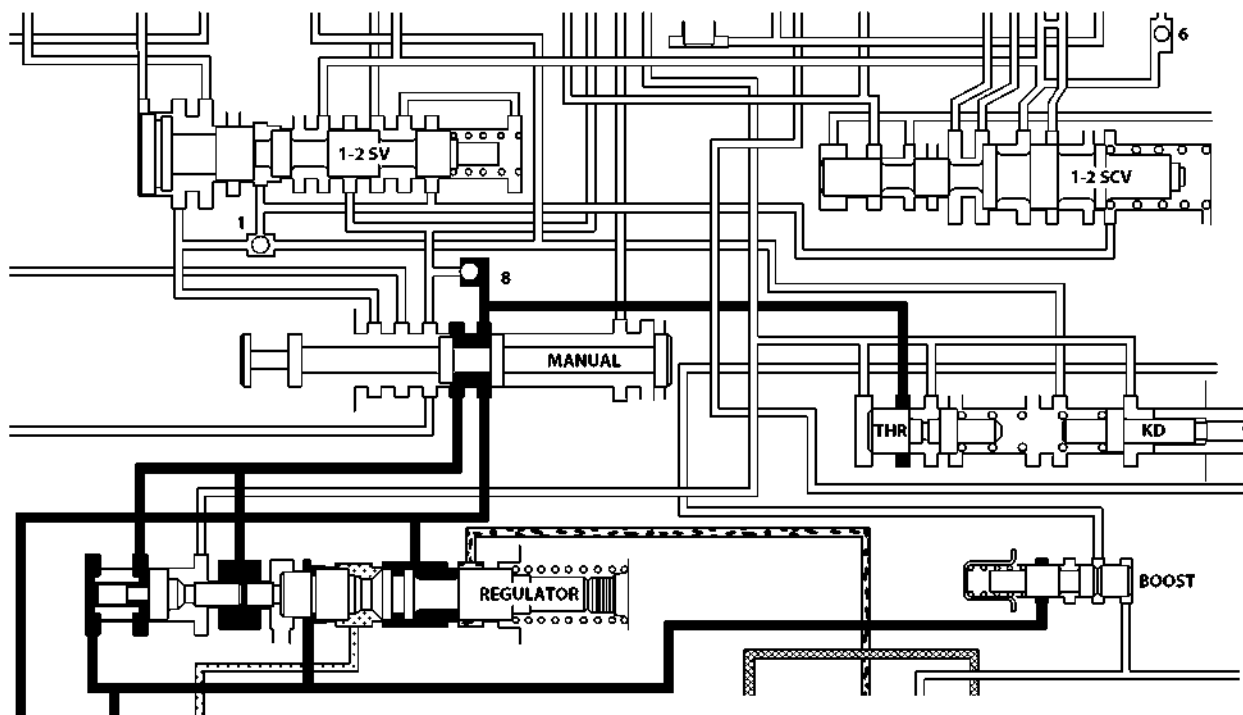 6
1-2 SV
1-2 SCV
1
8
MANUAL
THR
KD
REGULATOR
BOOST